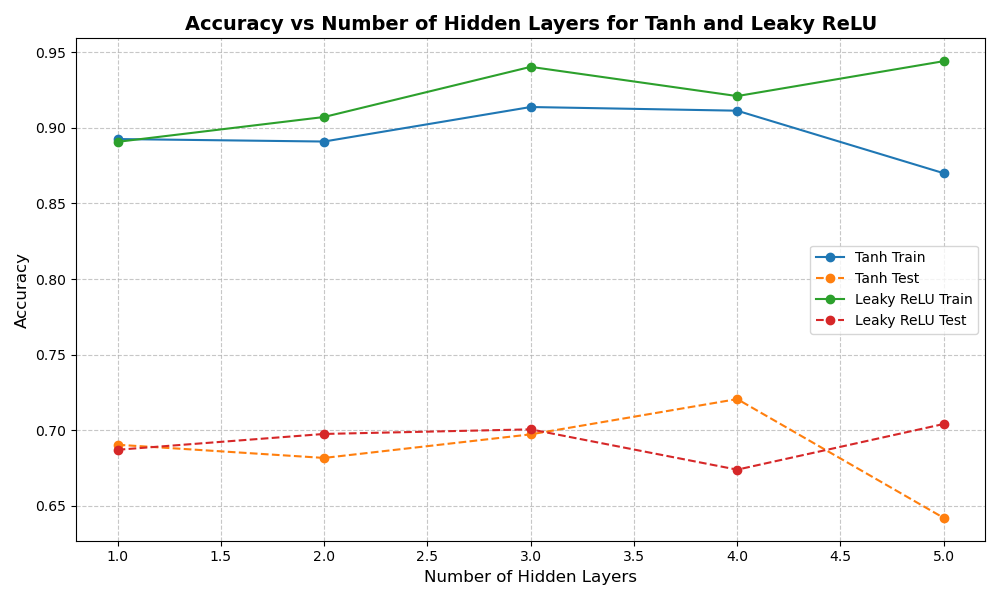 Accuracy vs Number of Hidden Layers for Tanh and Leaky ReLU
0.95
0.90
0.85
0.80
0.75
0.70
0.65
Accuracy
Tanh Train
Tanh Test
Leaky ReLU Train
Leaky ReLU Test
1.0 1.5 2.0 2.5 3.0 3.5 4.0 4.5 5.0
Number of Hidden Layers